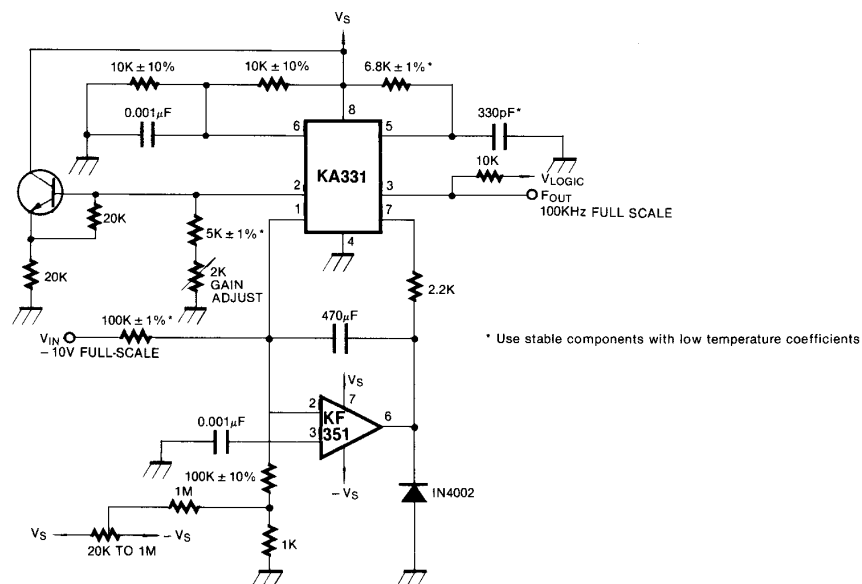 VS
10K ± 10%
10K ± 10%
6.8K ± 1% *
0.001µF
8
6
5
330pF*
KA331
10K
VLOGIC
2
3
FOUT
100KHz FULL SCALE
1
7
20K
5K ± 1% *
4
20K
2K
GAIN
ADJUST
2.2K
100K ± 1% *
470µF
VIN
– 10V FULL-SCALE
* Use stable components with low temperature coefficients
VS
7
2
KF
6
0.001µF
3
351
100K ± 10%
– VS
1M
IN4002
VS
– VS
20K TO 1M
1K